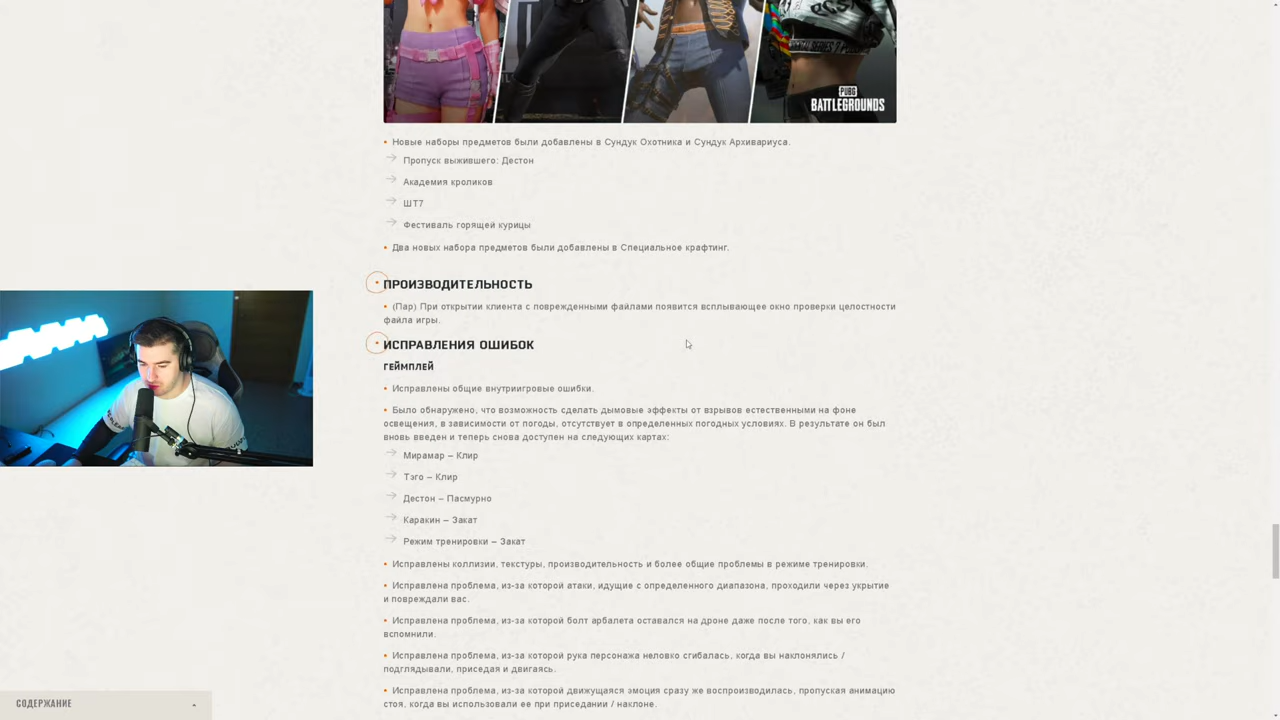 PUBG
BATTLEGROUNDS
• Новые наборы предметов были добавлены в Сундук Охотника и Сундук Архивариуса.
Пропуск выжившего: Дестон
Академия кроликов
ШТ7
Фестиваль горящей курицы
• Два новых набора предметов были добавлены в Специальное крафтинг.
ПРОИЗВОДИТЕЛЬНОСТЬ
• (Пар) При открытии клиента с поврежденными файлами появится всплывающее окно проверки целостности
файла игры.
ИСПРАВЛЕНИЯ ОШИБОК
ГЕЙМПЛЕЙ
• Исправлены общие внутриигровые ошибки.
• Было обнаружено, что возможность сделать дымовые эффекты от взрывов естественными на фоне
освещения, в зависимости от погоды, отсутствует в определенных погодных условиях. В результате он был
вновь введен и теперь снова доступен на следующих картах:
Мирамар – Клир
Тэго – Клир
Дестон – Пасмурно
Каракин – Закат
Режим тренировки – Закат
• Исправлены коллизии, текстуры, производительность и более общие проблемы в режиме тренировки.
• Исправлена проблема, из-за которой атаки, идущие с определенного диапазона, проходили через укрытие
и повреждали вас.
• Исправлена проблема, из-за которой болт арбалета оставался на дроне даже после того, как вы его
вспомнили.
• Исправлена проблема, из-за которой рука персонажа неловко сгибалась, когда вы наклонялись /
подглядывали, приседая и двигаясь.
• Исправлена проблема, из-за которой движущаяся эмоция сразу же воспроизводилась, пропуская анимацию
стоя, когда вы использовали ее при приседании / наклоне.
СОДЕРЖАНИЕ